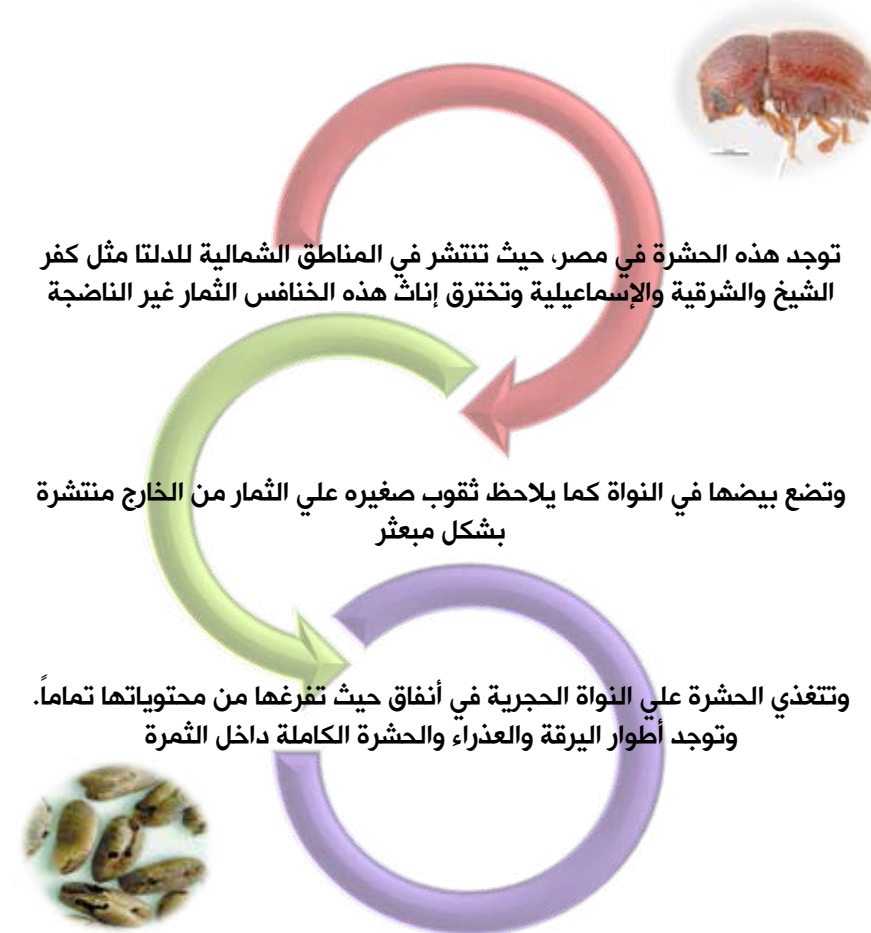 توجد هذه الحشرة في مصر، حيث تنتشر في المناطق الشمالية للدلتا مثل كفر
الشيخ والشرقية والإسماعيلية وتخترق إناث هذه الخنافس الثمار غير الناضجة
وتضع بيضها في النواة كما يلاحظ ثقوب صغيره علي الثمار من الخارج منتشرة
بشكل مبعثر
وتتغذي الحشرة علي النواة الحجرية في أنفاق حيث تفرغها من محتوياتها تماماً.
وتوجد أطوار اليرقة والعذراء والحشرة الكاملة داخل الثمرة